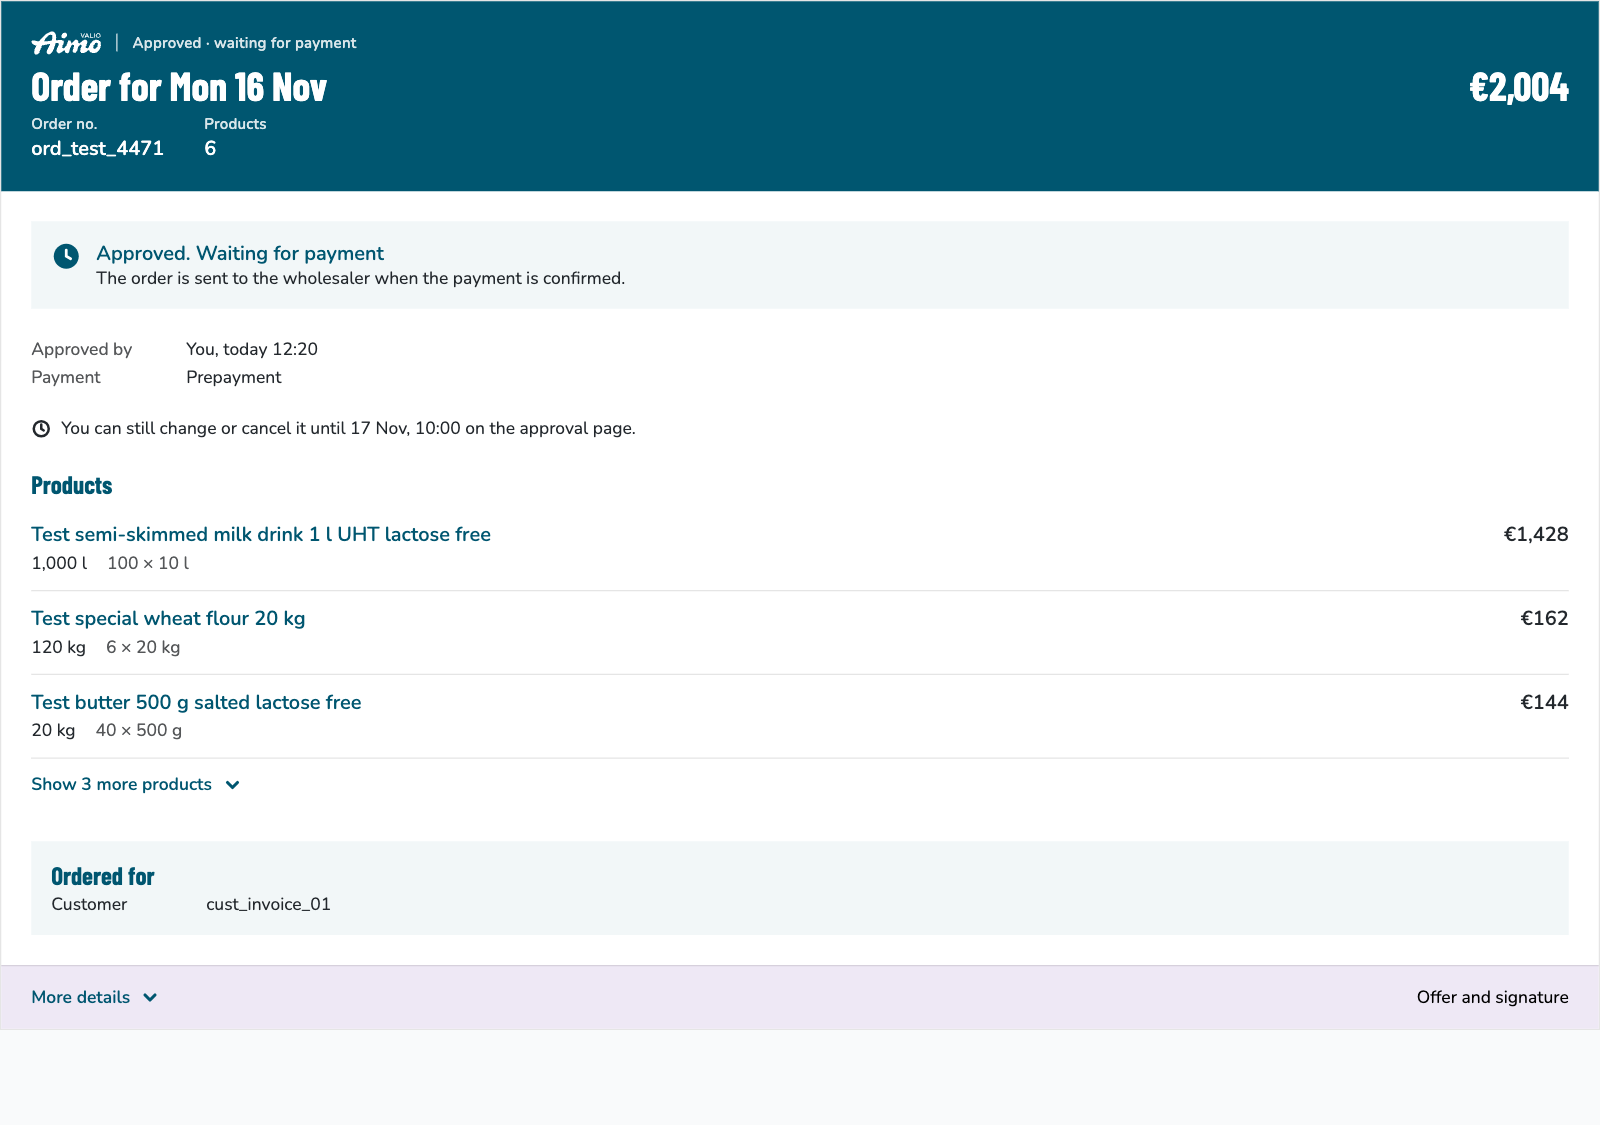 Aimo VALIO
Approved · waiting for payment
Order for Mon 16 Nov
€2,004
Order no.
Products
ord_test_4471
6
Approved. Waiting for payment
The order is sent to the wholesaler when the payment is confirmed.
Approved by
You, today 12:20
Payment
Prepayment
You can still change or cancel it until 17 Nov, 10:00 on the approval page.
Products
Test semi-skimmed milk drink 1 l UHT lactose free
€1,428
1,000 l
100 × 10 l
Test special wheat flour 20 kg
€162
120 kg
6 × 20 kg
Test butter 500 g salted lactose free
€144
20 kg
40 × 500 g
Show 3 more products
Ordered for
Customer
cust_invoice_01
More details
Offer and signature